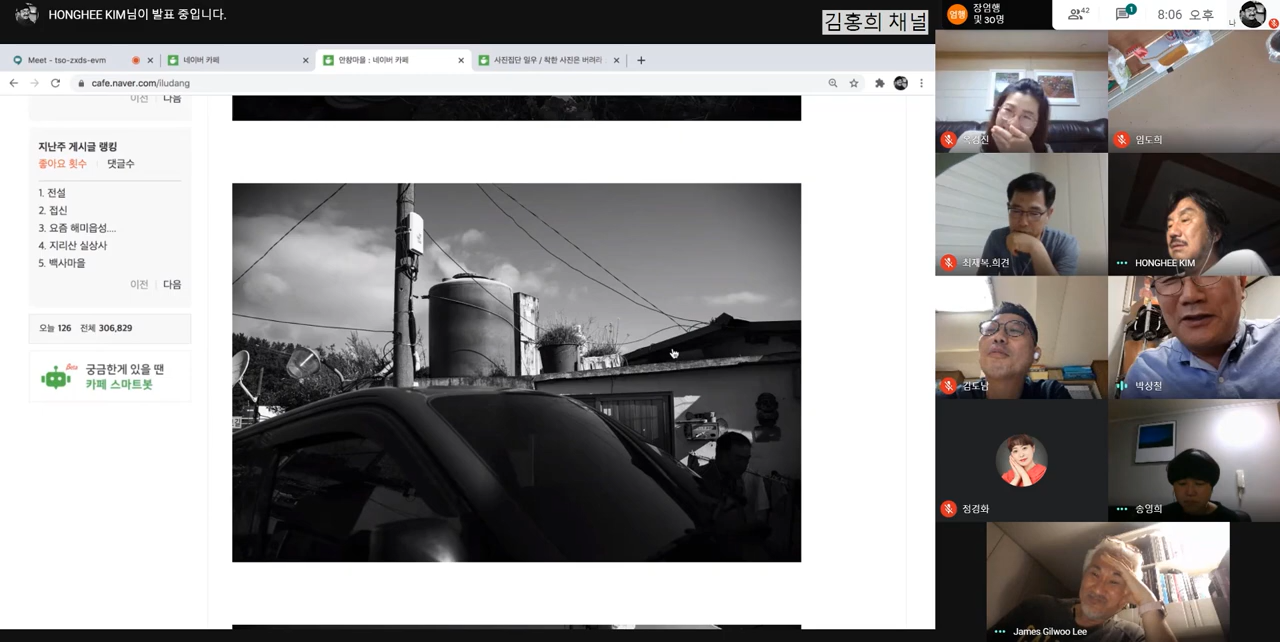 HONGHEE KIM님이 발표 중입니다.
김홍희 채널
엄행
장엄행
및 30명
42
1
8:06 오후
나
Meet - tso-zxds-evm
네이버 카페
안창마을 : 네이버 카페
사진집단 일우 / 착한 사진은 버려라
cafe.naver.com/iludang
이전 다음
지난주 게시글 랭킹
좋아요 횟수 댓글수
1. 전설
2. 접신
3. 요즘 해미읍성....
4. 지리산 실상사
5. 백사마을
이전 다음
오늘 126 전체 306,829
Beta
궁금한게 있을 땐
카페 스마트봇
임도희
최재복.희견
HONGHEE KIM
김도남
박상철
정경화
송영희
James Gilwoo Lee